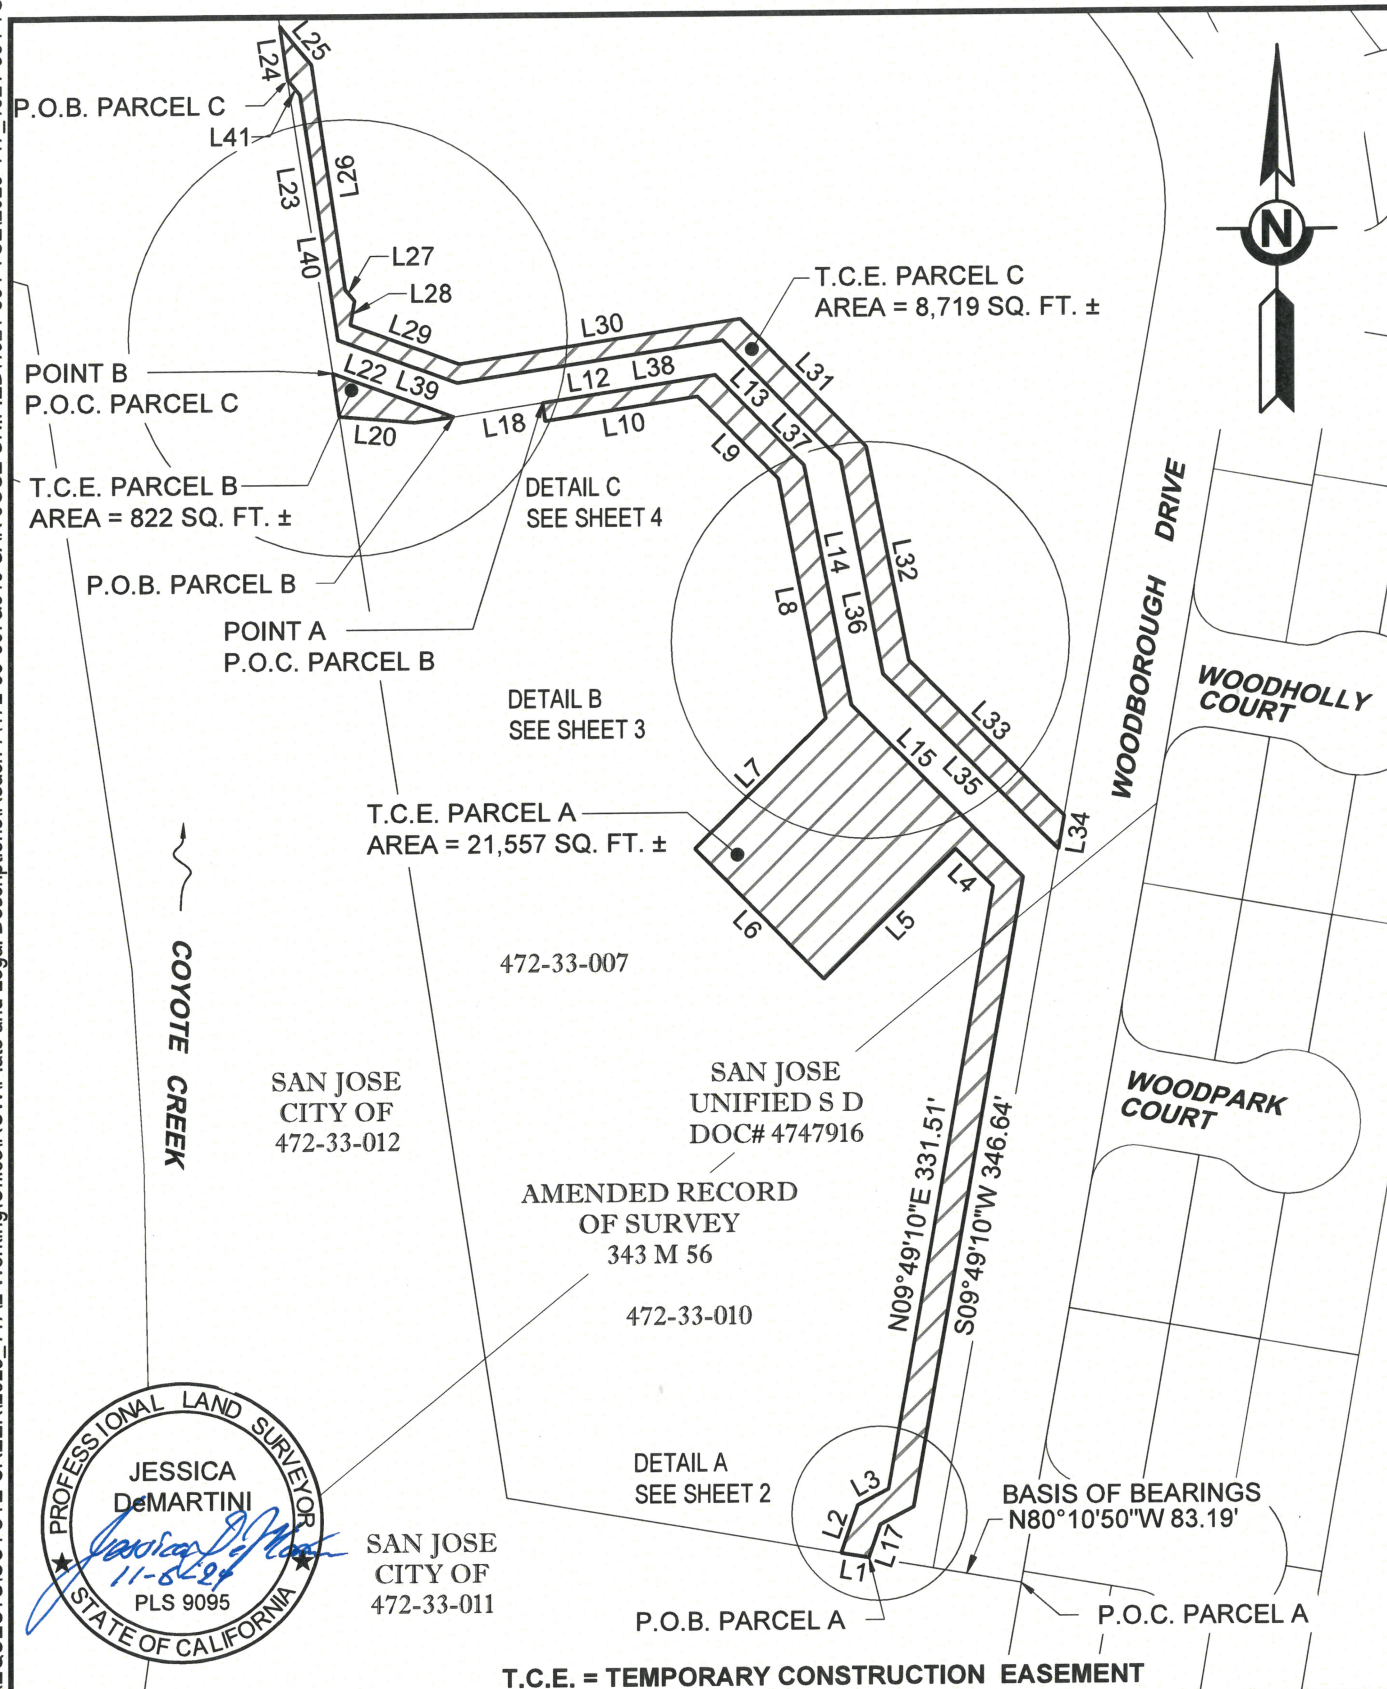 L25
L24
P.O.B. PARCEL C
L41
L26
L23
L40
L27
L28
T.C.E. PARCEL C
AREA = 8,719 SQ. FT. ±
N
L29
L30
L31
POINT B
P.O.C. PARCEL C
L22
L39
L12
L38
L13
L37
L20
L18
L10
L9
T.C.E. PARCEL B
AREA = 822 SQ. FT. ±
DETAIL C
SEE SHEET 4
P.O.B. PARCEL B
L14
L32
L8
L36
POINT A
P.O.C. PARCEL B
WOODBOROUGH DRIVE
WOODHOLLY
COURT
DETAIL B
SEE SHEET 3
L33
L15
L35
L7
T.C.E. PARCEL A
AREA = 21,557 SQ. FT. ±
L34
L4
L5
L6
472-33-007
COYOTE CREEK
SAN JOSE
CITY OF
472-33-012
SAN JOSE
UNIFIED S D
DOC# 4747916
WOODPARK
COURT
N09°49'10"E 331.51'
S09°49'10"W 346.64'
AMENDED RECORD
OF SURVEY
343 M 56
472-33-010
DETAIL A
SEE SHEET 2
L3
L2
L17
L1
BASIS OF BEARINGS
N80°10'50"W 83.19'
PROFESSIONAL LAND SURVEYOR
JESSICA
DeMARTINI
11-5-24
PLS 9095
STATE OF CALIFORNIA
SAN JOSE
CITY OF
472-33-011
P.O.B. PARCEL A
P.O.C. PARCEL A
T.C.E. = TEMPORARY CONSTRUCTION EASEMENT